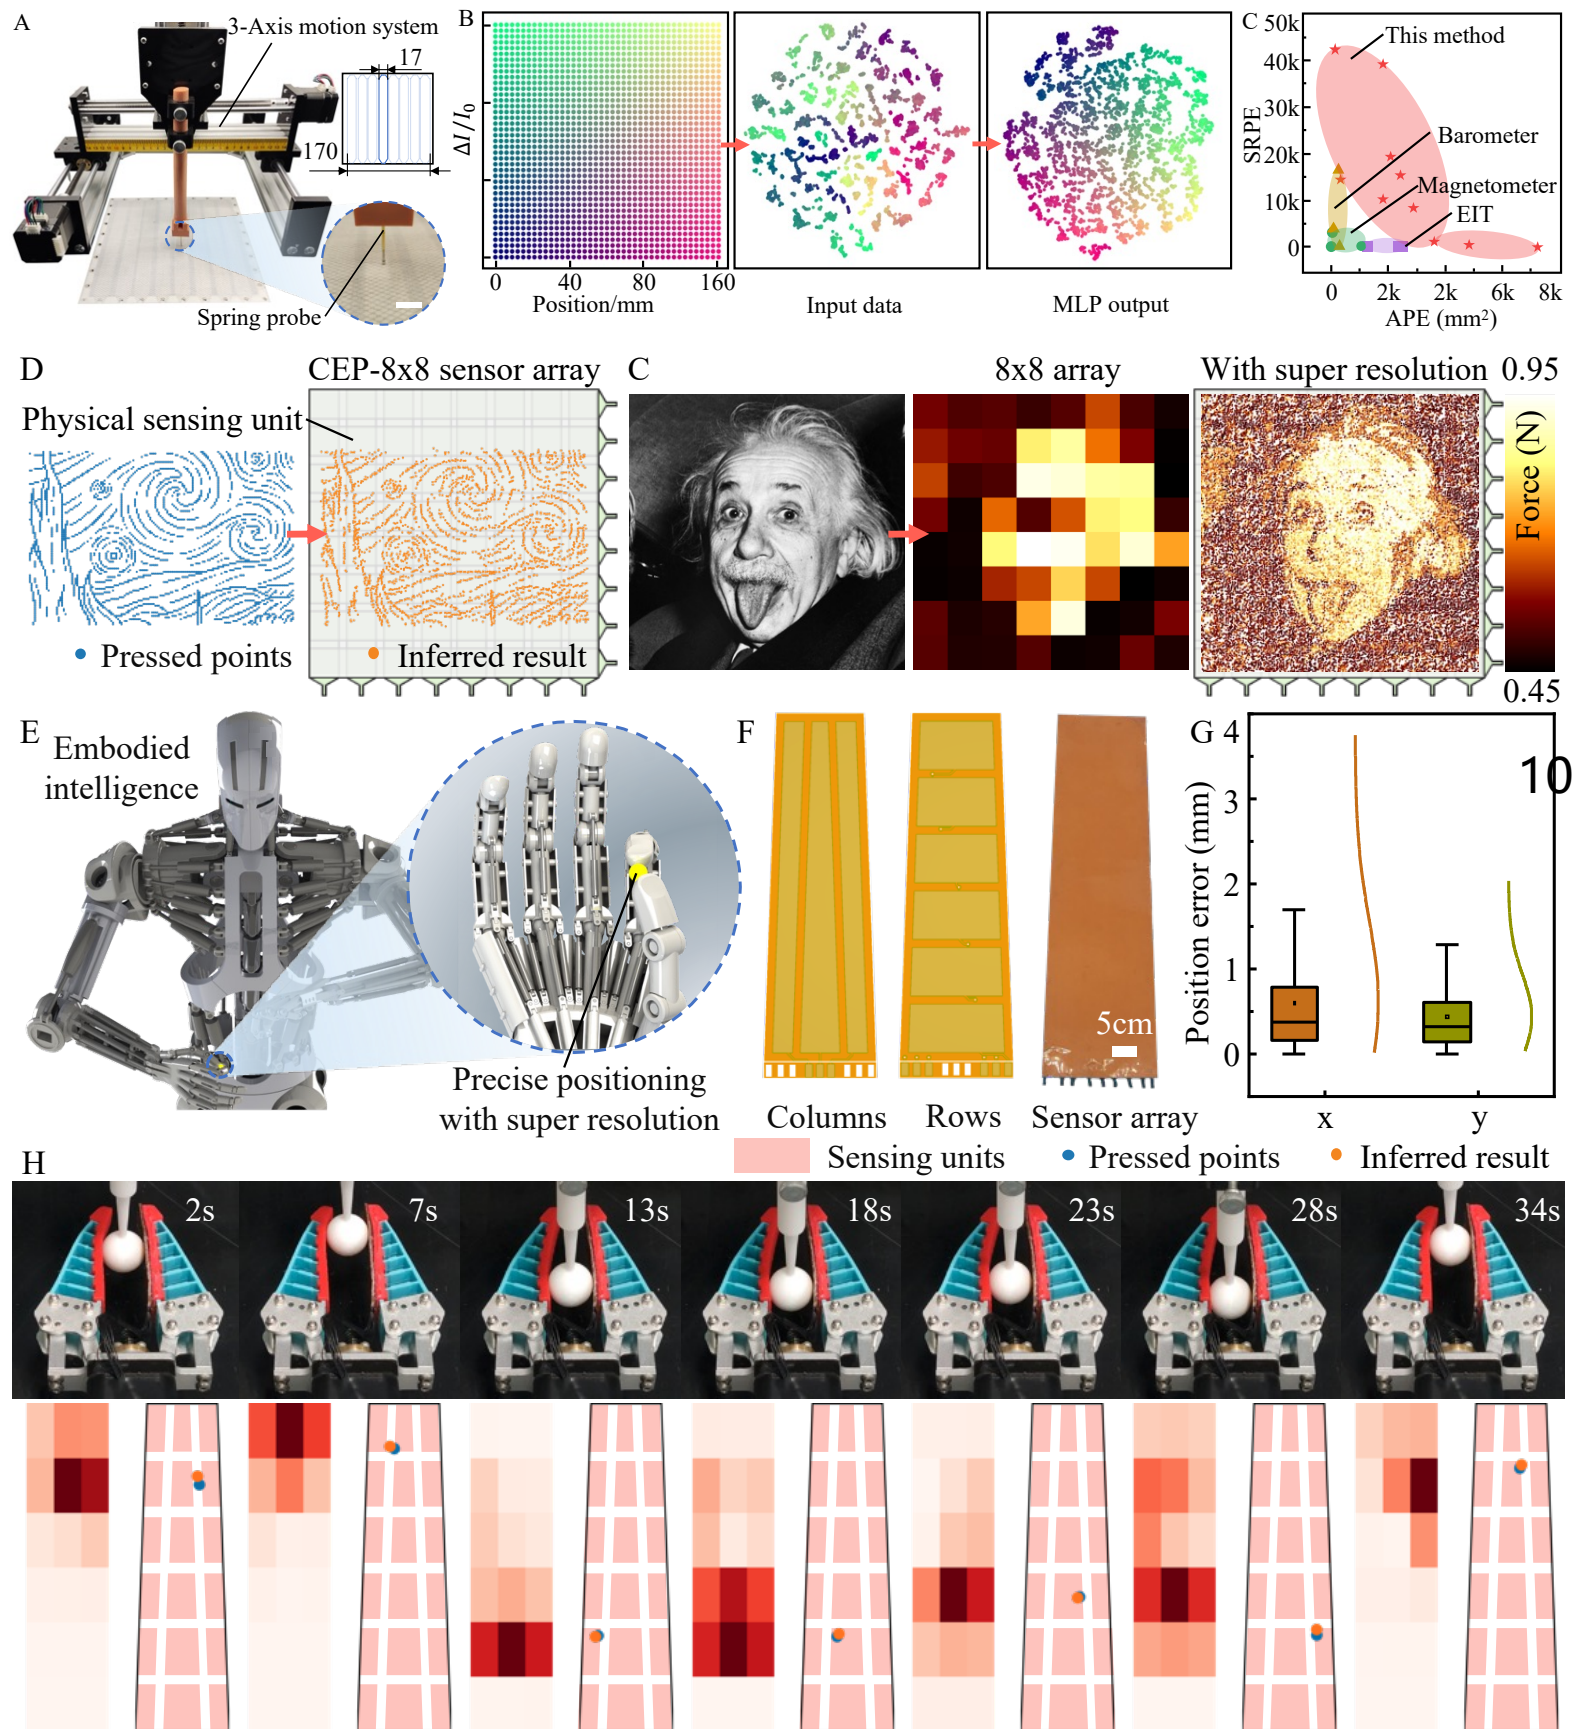 A
3-Axis motion system
17
170
Spring probe
B
ΔI/I0
0
40
80
160
Position/mm
Input data
MLP output
C
50k
40k
30k
20k
10k
0
SRPE
This method
Barometer
Magnetometer
EIT
0
2k
2k
6k
8k
APE (mm²)
D
CEP-8x8 sensor array
Physical sensing unit
Pressed points
Inferred result
C
8x8 array
With super resolution
0.95
Force (N)
0.45
E
Embodied
intelligence
Precise positioning
with super resolution
F
5cm
Columns
Rows
Sensor array
G
4
3
2
1
0
Position error (mm)
10
x
y
H
Sensing units
Pressed points
Inferred result
2s
7s
13s
18s
23s
28s
34s